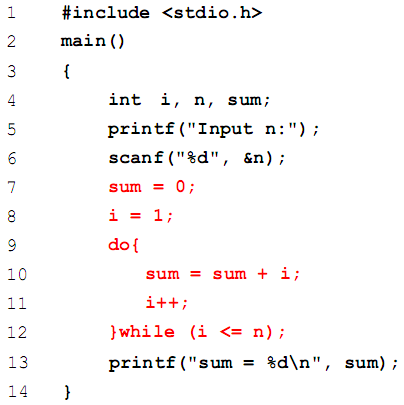 1 #include <stdio.h>
2 main()
3 {
4 int i, n, sum;
5 printf("Input n:");
6 scanf("%d", &n);
7 sum = 0;
8 i = 1;
9 do{
10 sum = sum + i;
11 i++;
12 }while (i <= n);
13 printf("sum = %d\n", sum);
14 }